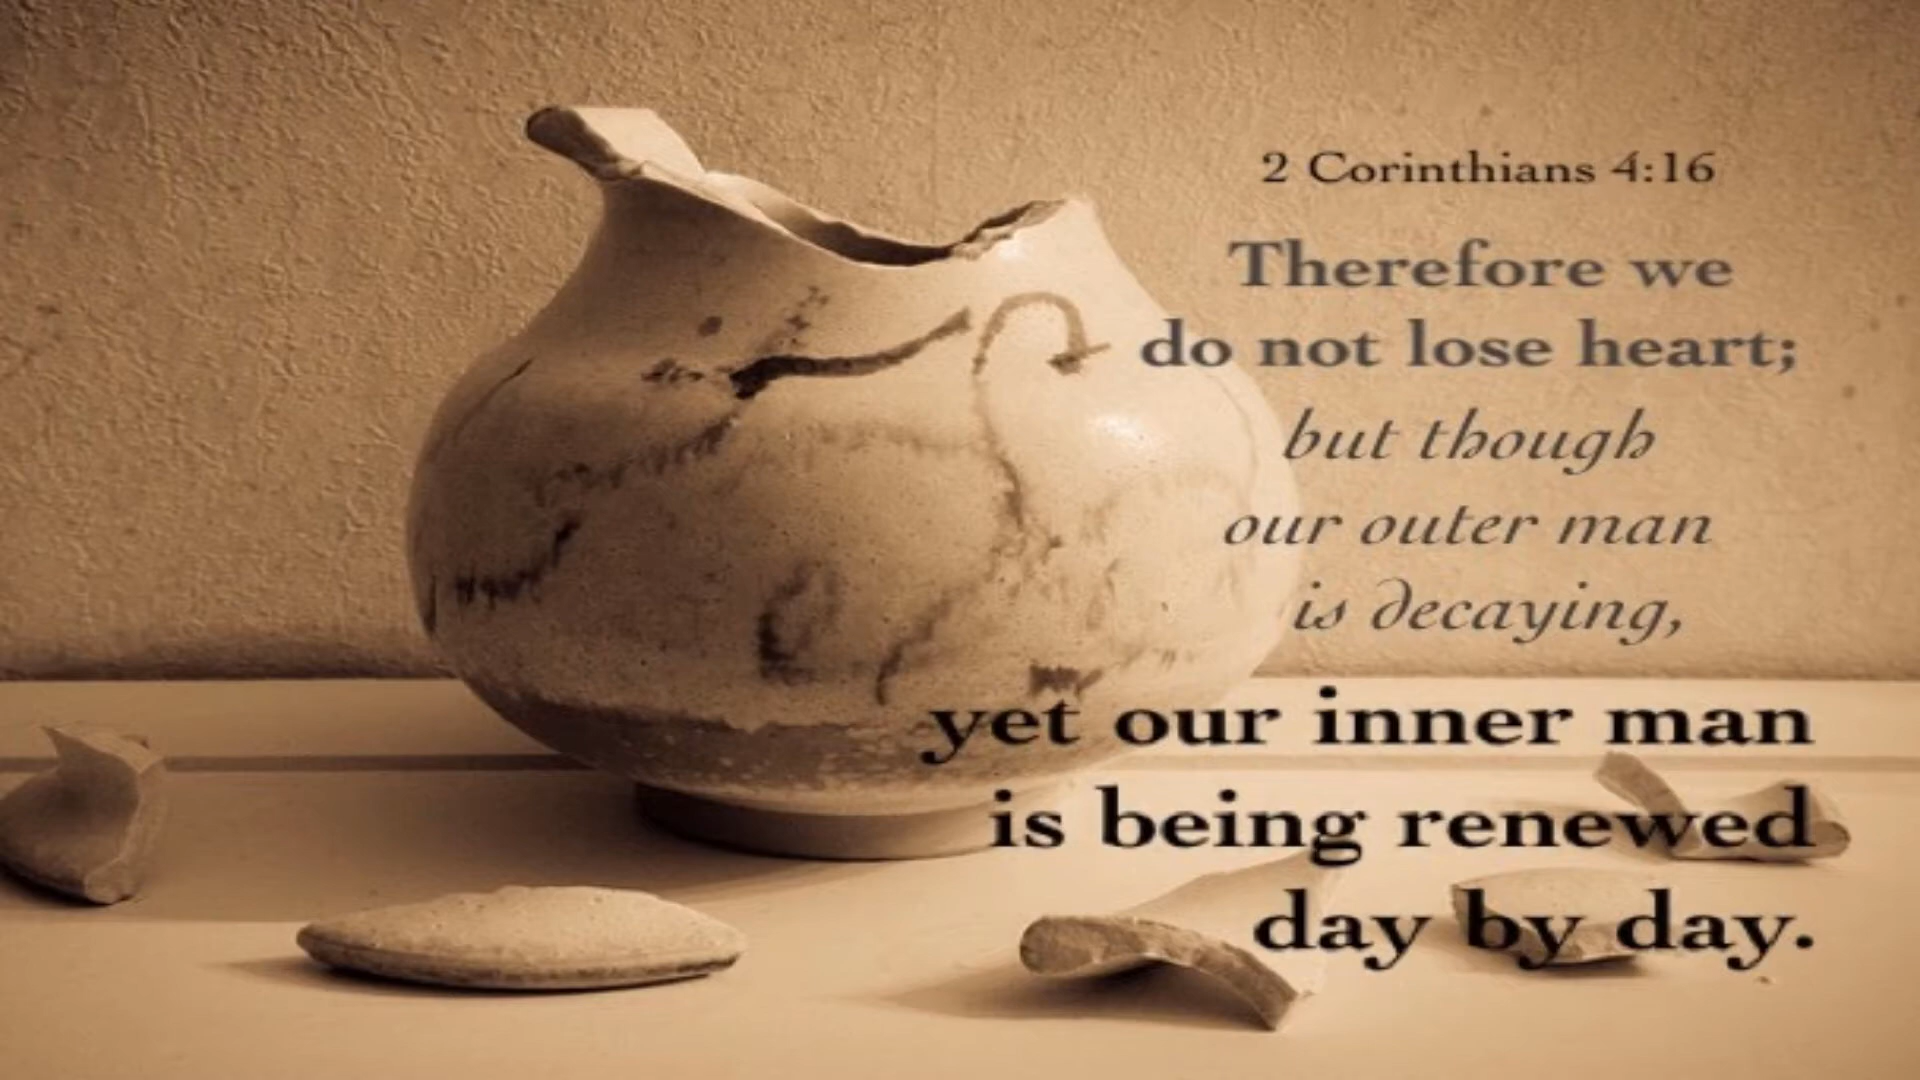 2 Corinthians 4:16
Therefore we
do not lose heart;
but though
our outer man
is decaying,
yet our inner man
is being renewed
day by day.